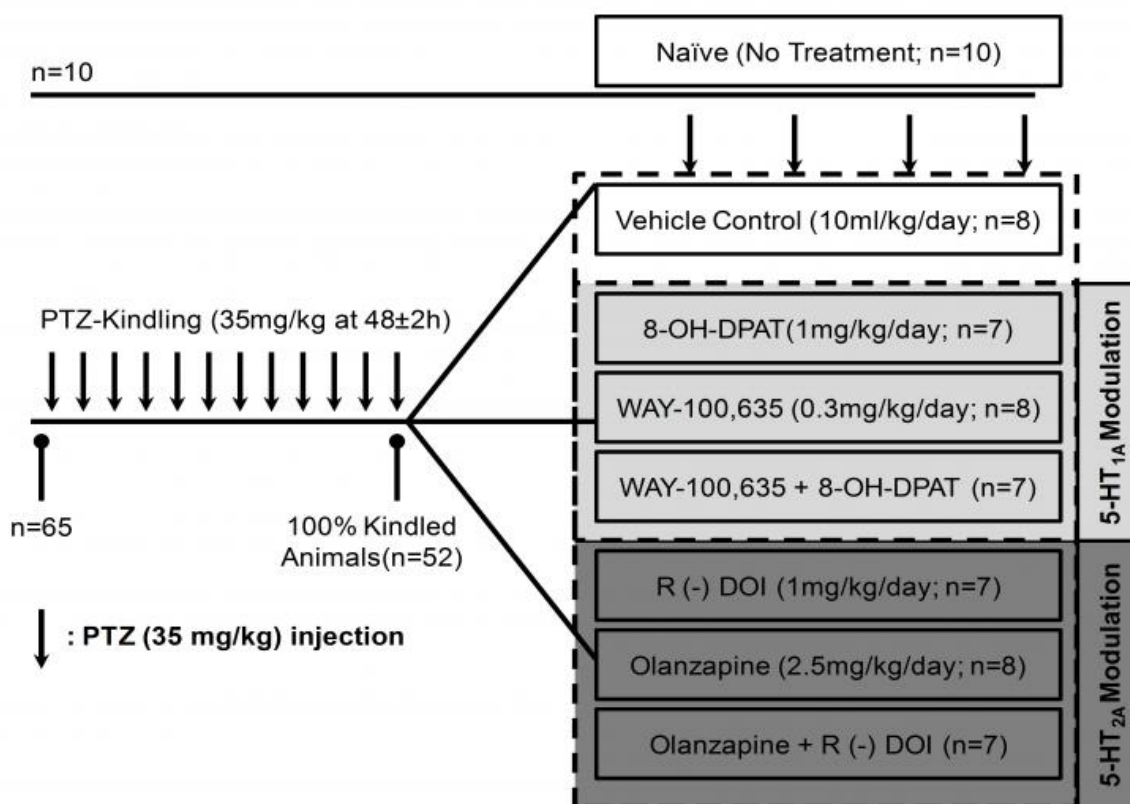 Naïve (No Treatment; n=10)
n=10
Vehicle Control (10ml/kg/day; n=8)
PTZ-Kindling (35mg/kg at 48±2h)
8-OH-DPAT(1mg/kg/day; n=7)
WAY-100,635 (0.3mg/kg/day; n=8)
WAY-100,635 + 8-OH-DPAT (n=7)
5-HT1A Modulation
n=65
100% Kindled
Animals(n=52)
: PTZ (35 mg/kg) injection
R (-) DOI (1mg/kg/day; n=7)
Olanzapine (2.5mg/kg/day; n=8)
Olanzapine + R (-) DOI (n=7)
5-HT2A Modulation